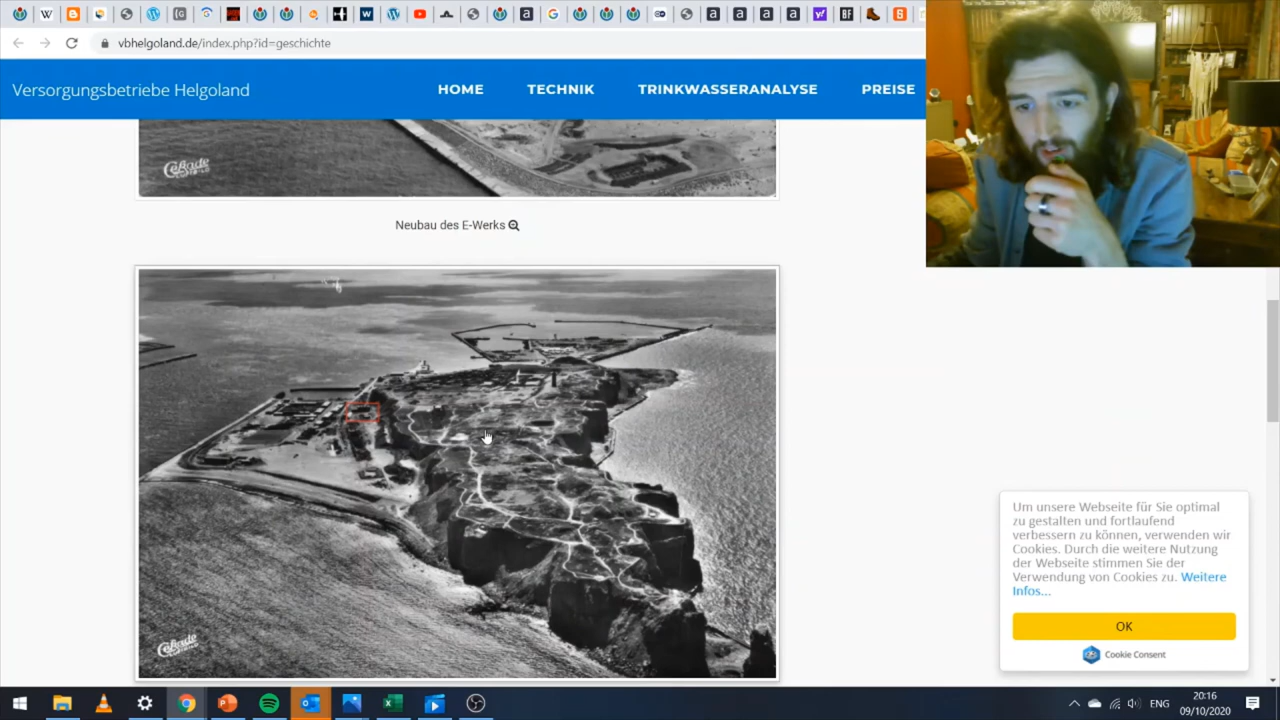 vbhelgoland.de/index.php?id=geschichte
Versorgungsbetriebe Helgoland
HOME
TECHNIK
TRINKWASSERANALYSE
PREISE
Neubau des E-Werks
Um unsere Webseite für Sie optimal
zu gestalten und fortlaufend
verbessern zu können, verwenden wir
Cookies. Durch die weitere Nutzung
der Webseite stimmen Sie der
Verwendung von Cookies zu. Weitere
Infos...
OK
Cookie Consent
ENG
20:16
09/10/2020